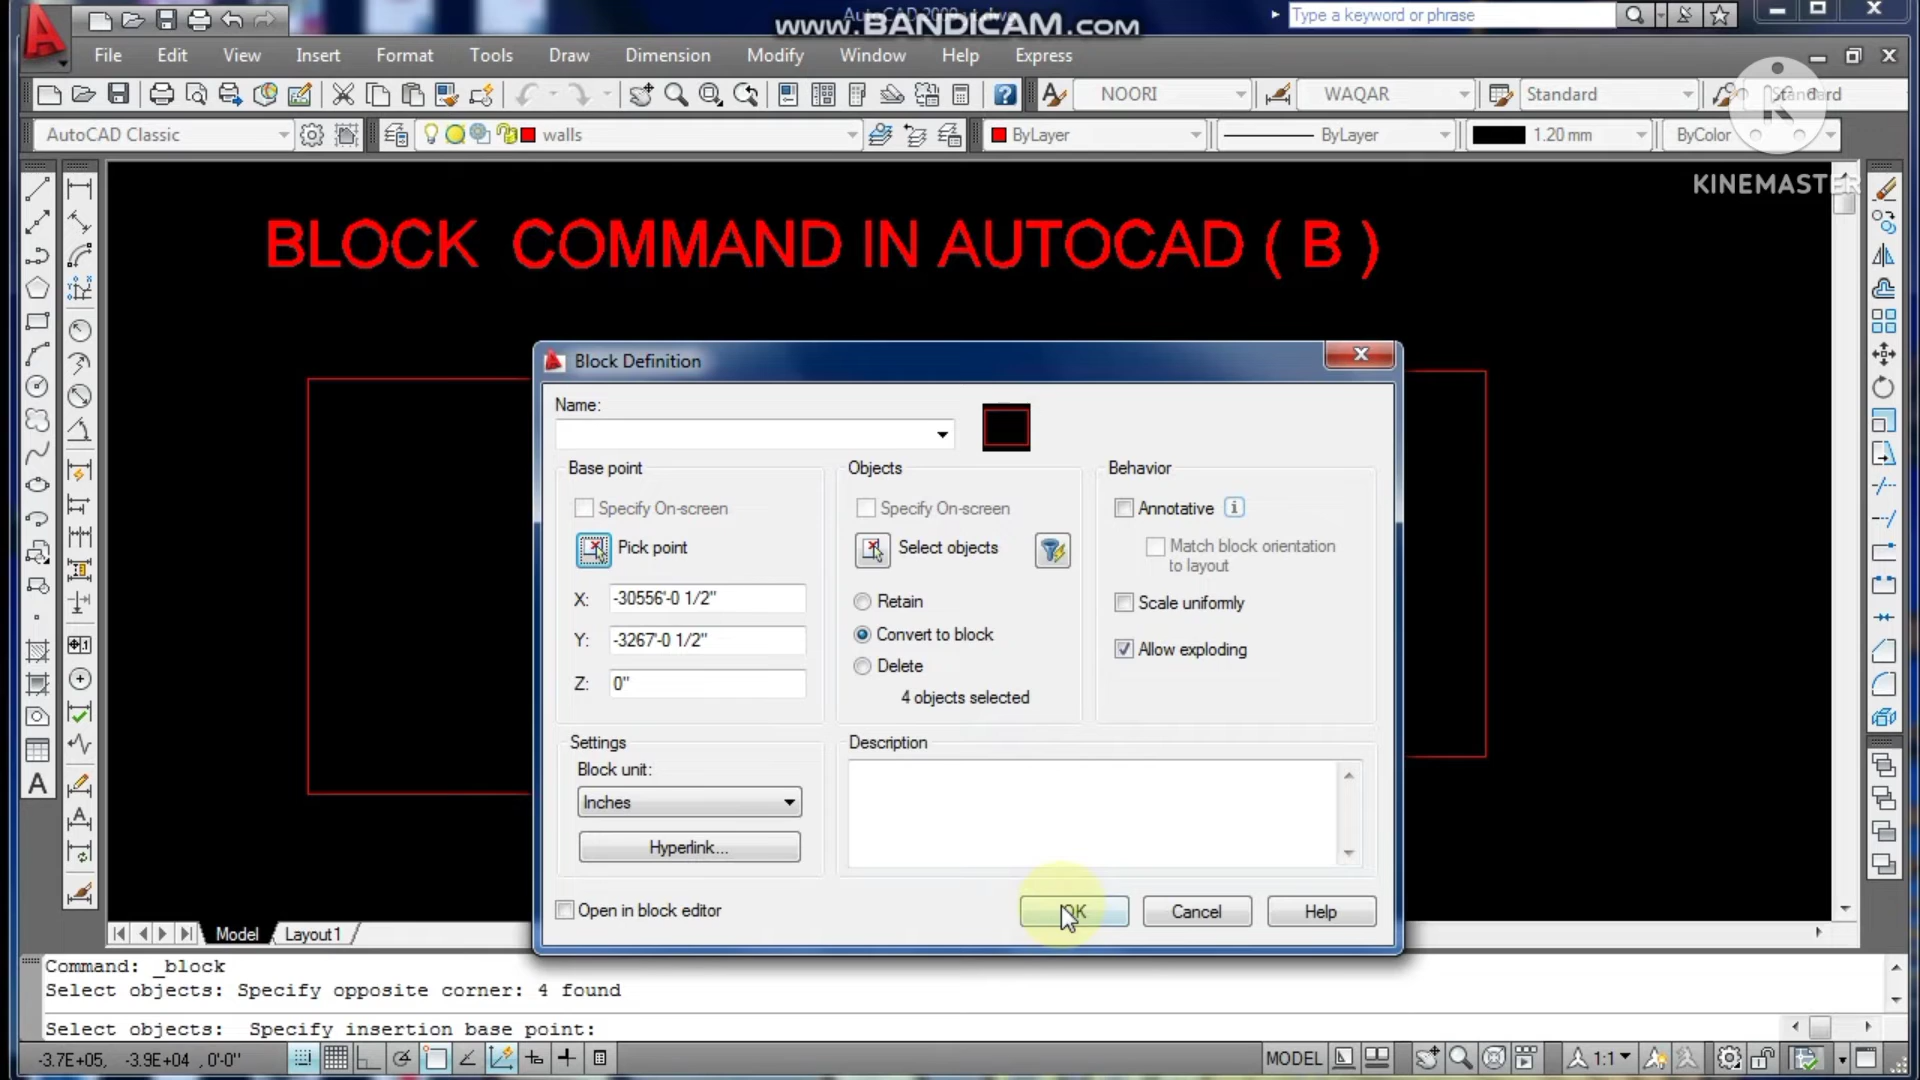 www.BANDICAM.com
Type a keyword or phrase
File Edit View Insert Format Tools Draw Dimension Modify Window Help Express
NOORI WAQAR Standard Standard
AutoCAD Classic walls ByLayer ByLayer 1.20 mm ByColor
KINEMASTER
BLOCK COMMAND IN AUTOCAD ( B )
Block Definition
Name:
Base point Objects Behavior
Specify On-screen Specify On-screen Annotative
Pick point Select objects Match block orientation
to layout
X: -30556'-0 1/2" Retain Scale uniformly
Y: -3267'-0 1/2" Convert to block Allow exploding
Z: 0" Delete
4 objects selected
Settings Description
Block unit:
Inches
Hyperlink...
Open in block editor OK Cancel Help
Model Layout1
Command: _block
Select objects: Specify opposite corner: 4 found
Select objects: Specify insertion base point:
-3.7E+05, -3.9E+04 , 0'-0" MODEL 1:1